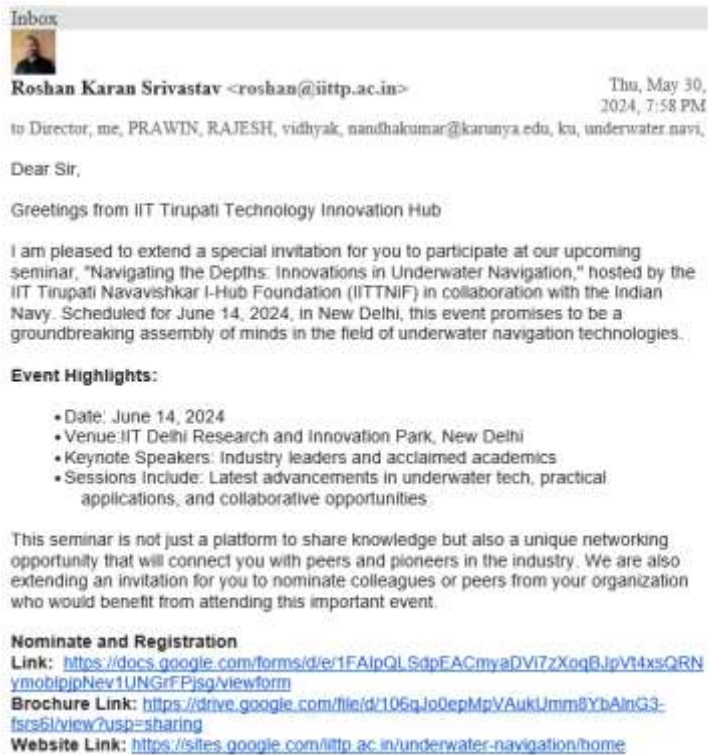 Inbox
Roshan Karan Srivastav <roshan@iittp.ac.in>
Thu, May 30,
2024, 7:58 PM
to Director, me, PRAWIN, RAJESH, vidhyak, nandhakumar@karunya.edu, ku, underwater.navi,
Dear Sir,
Greetings from IIT Tirupati Technology Innovation Hub
I am pleased to extend a special invitation for you to participate at our upcoming
seminar, "Navigating the Depths: Innovations in Underwater Navigation," hosted by the
IIT Tirupati Navavishkar I-Hub Foundation (IITTNiF) in collaboration with the Indian
Navy. Scheduled for June 14, 2024, in New Delhi, this event promises to be a
groundbreaking assembly of minds in the field of underwater navigation technologies.
Event Highlights:
• Date: June 14, 2024
• Venue:IIT Delhi Research and Innovation Park, New Delhi
• Keynote Speakers: Industry leaders and acclaimed academics
• Sessions Include: Latest advancements in underwater tech, practical
applications, and collaborative opportunities
This seminar is not just a platform to share knowledge but also a unique networking
opportunity that will connect you with peers and pioneers in the industry. We are also
extending an invitation for you to nominate colleagues or peers from your organization
who would benefit from attending this important event.
Nominate and Registration
Link: https://docs.google.com/forms/d/e/1FAIpQLSdpEACmyaDVi7zXoqBJpVt4xsQRN
ymoblpjpNev1UNGrFPjsg/viewform
Brochure Link: https://drive.google.com/file/d/106qJo0epMpVAukUmm8YbAlnG3-
fsrs6I/view?usp=sharing
Website Link: https://sites.google.com/iittp.ac.in/underwater-navigation/home